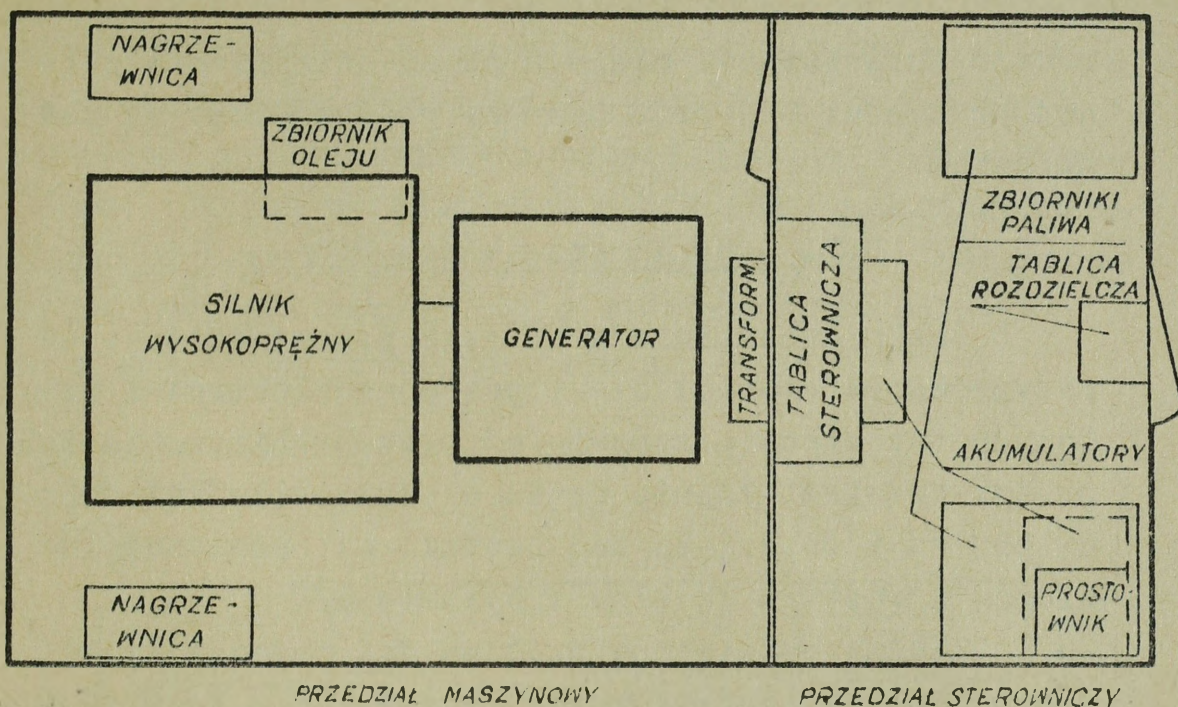 NAGRZE-
WNICA
ZBIORNIK
OLEJU
SILNIK
WYSOKOPRĘŻNY
GENERATOR
TRANSFORM.
TABLICA
STEROWNICZA
ZBIORNIKI
PALIWA
TABLICA
ROZDZIELCZA
AKUMULATORY
PROSTO-
WNIK
NAGRZE-
WNICA
PRZEDZIAŁ MASZYNOWY
PRZEDZIAŁ STEROWNICZY